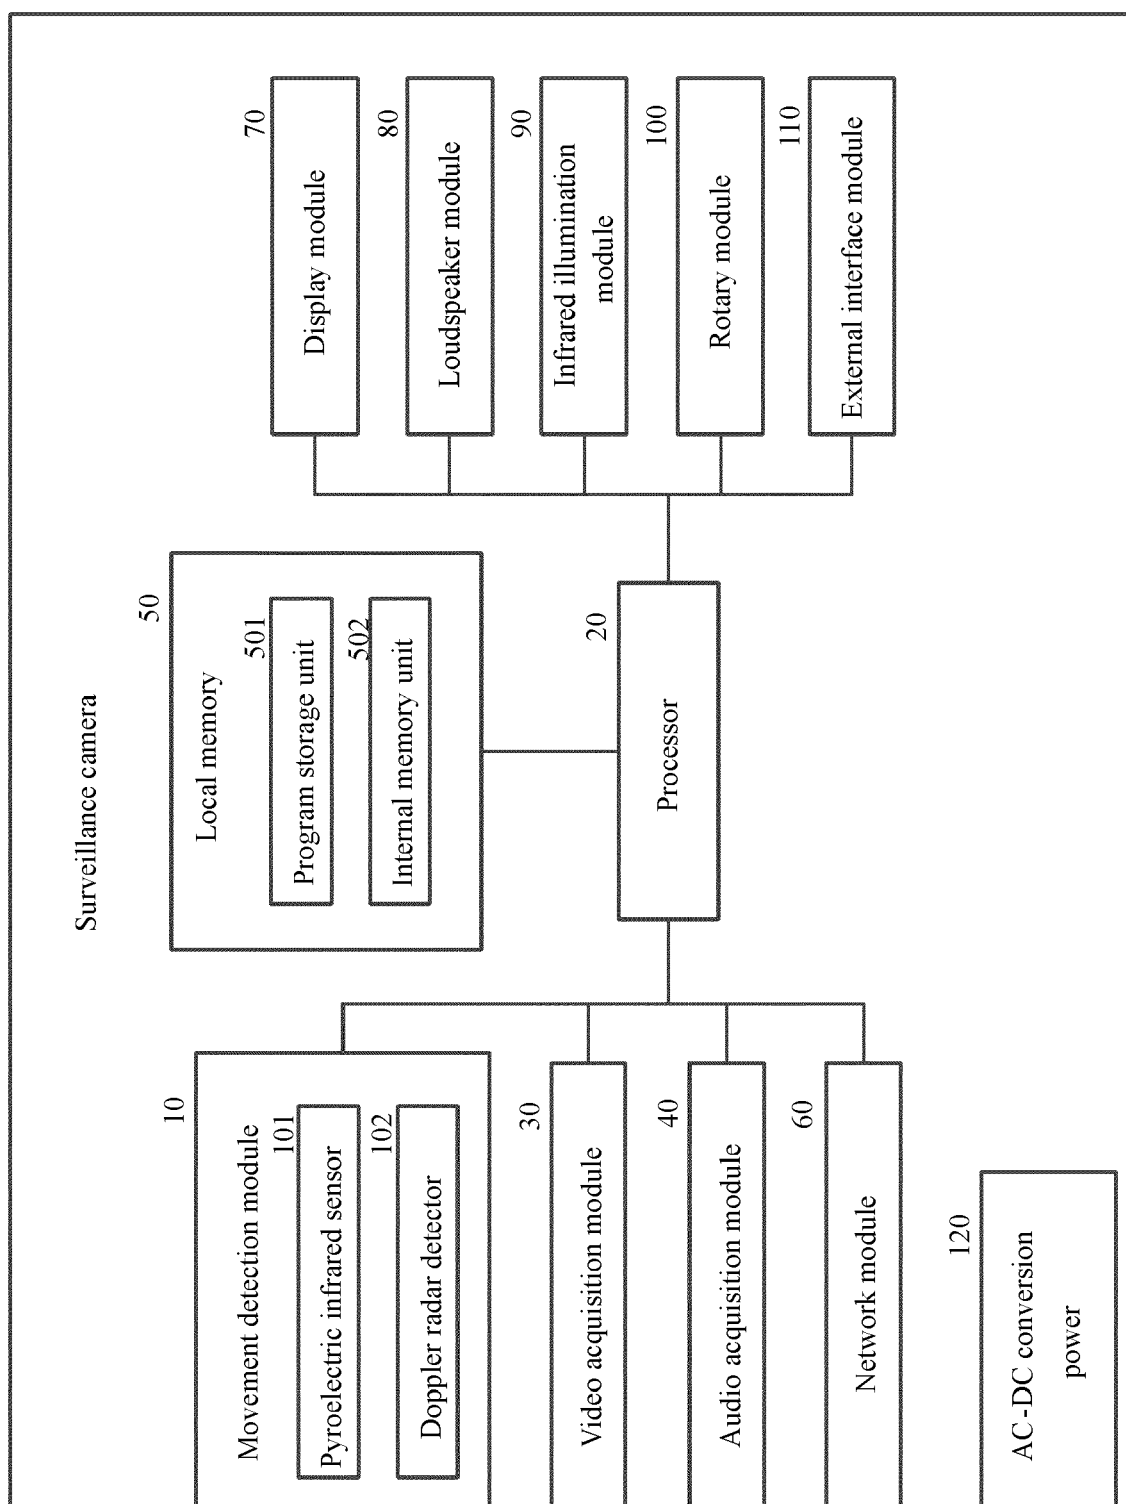 Surveillance camera
10
Movement detection module
101
Pyroelectric infrared sensor
102
Doppler radar detector
30
Video acquisition module
40
Audio acquisition module
60
Network module
120
AC-DC conversion
power
50
Local memory
501
Program storage unit
502
Internal memory unit
20
Processor
70
Display module
80
Loudspeaker module
90
Infrared illumination
module
100
Rotary module
110
External interface module